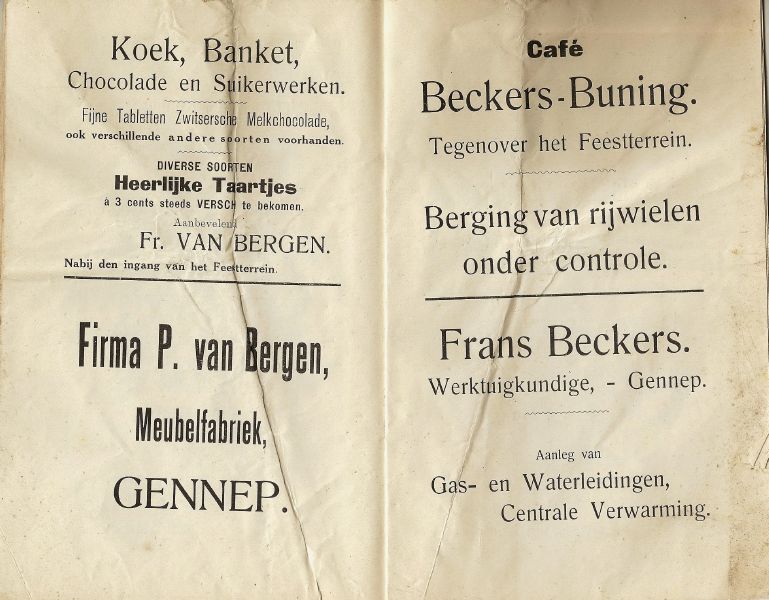 Koek, Banket,
Chocolade en Suikerwerken.
Fijne Tabletten Zwitsersche Melkchocolade,
ook verschillende andere soorten voorhanden.
DIVERSE SOORTEN
Heerlijke Taartjes
à 3 cents steeds VERSCH te bekomen.
Aanbevelend
Fr. VAN BERGEN.
Nabij den ingang van het Feestterrein.
Firma P. van Bergen,
Meubelfabriek,
GENNEP.
Café
Beckers-Buning.
Tegenover het Feestterrein.
Berging van rijwielen
onder controle.
Frans Beckers.
Werktuigkundige, - Gennep.
Aanleg van
Gas- en Waterleidingen,
Centrale Verwarming.